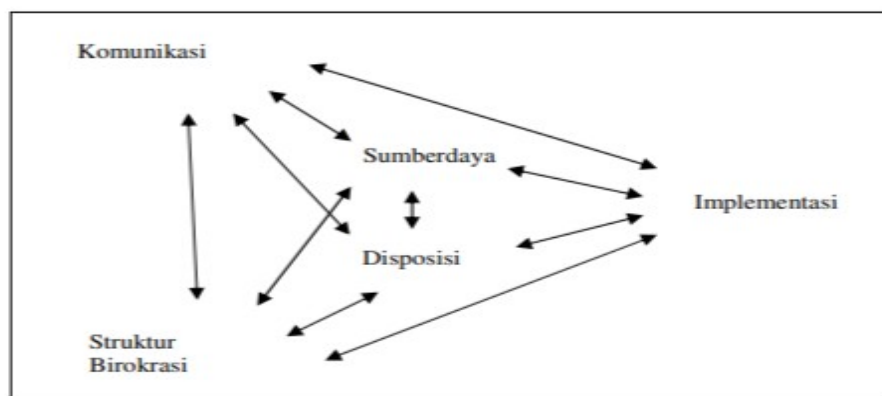 Komunikasi
Sumberdaya
Implementasi
Disposisi
Struktur
Birokrasi